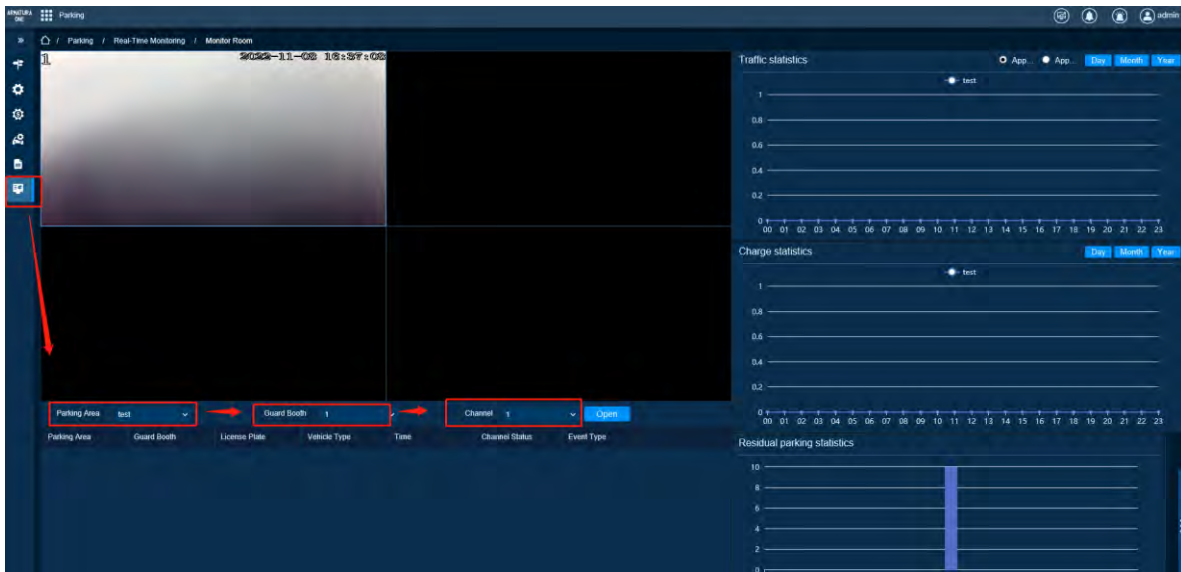 ARMATURA ONE
Parking
admin
/ Parking / Real-Time Monitoring / Monitor Room
1
2022-11-08 16:37:08
Traffic statistics
App...
App...
Day
Month
Year
test
1
0.8
0.6
0.4
0.2
0
00 01 02 03 04 05 06 07 08 09 10 11 12 13 14 15 16 17 18 19 20 21 22 23
Charge statistics
Day
Month
Year
test
1
0.8
0.6
0.4
0.2
0
00 01 02 03 04 05 06 07 08 09 10 11 12 13 14 15 16 17 18 19 20 21 22 23
Parking Area test
Guard Booth 1
Channel 1
Open
Parking Area Guard Booth License Plate Vehicle Type Time Channel Status Event Type
Residual parking statistics
10
8
6
4
2
0